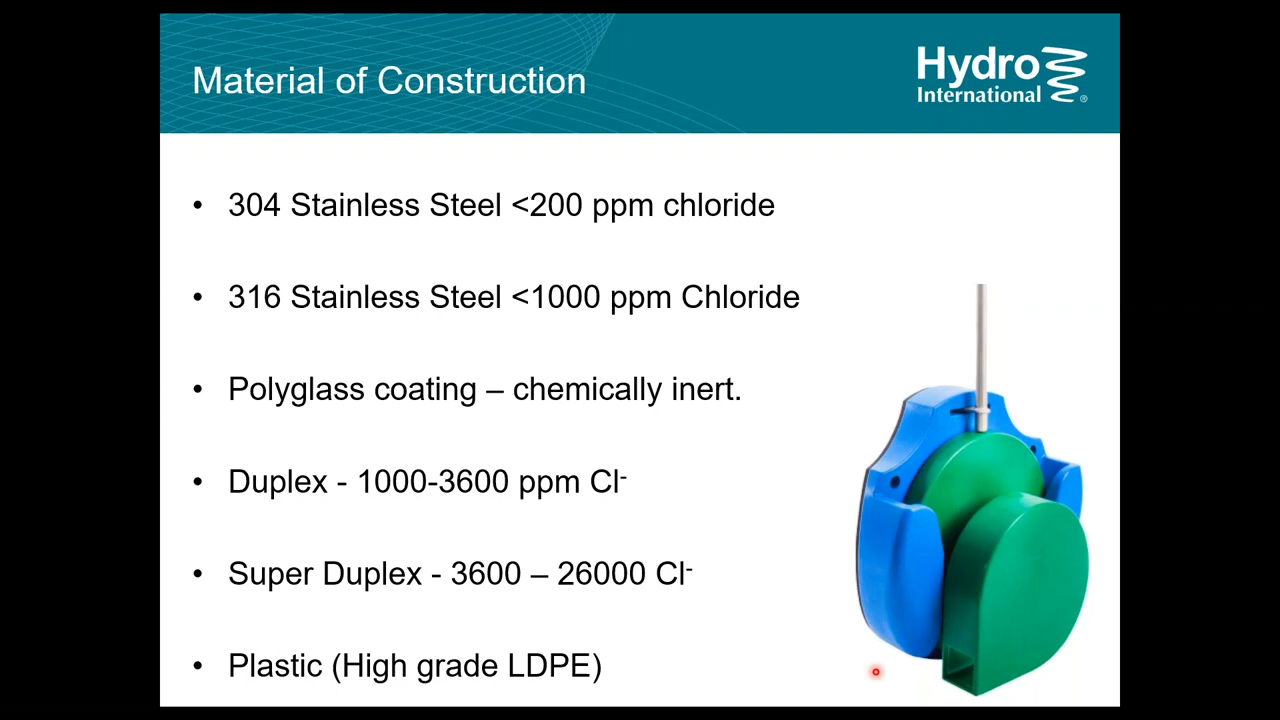 Material of Construction
Hydro
International
®
• 304 Stainless Steel <200 ppm chloride
• 316 Stainless Steel <1000 ppm Chloride
• Polyglass coating – chemically inert.
• Duplex - 1000-3600 ppm Cl⁻
• Super Duplex - 3600 – 26000 Cl⁻
• Plastic (High grade LDPE)